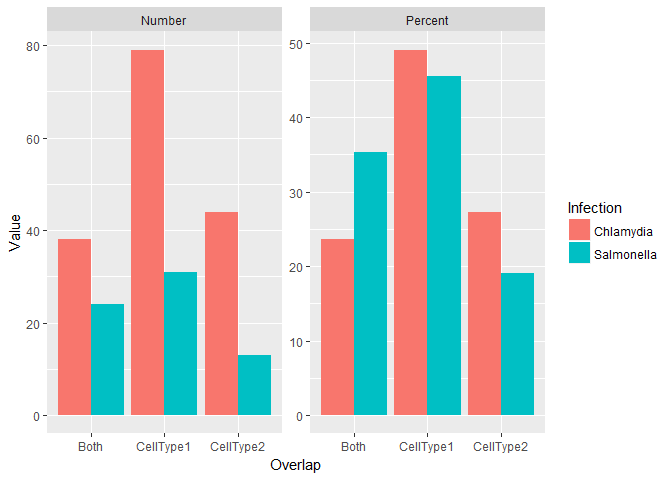 Number
Percent
Value
80
60
40
20
0
50
40
30
20
10
0
Both
CellType1
CellType2
Both
CellType1
CellType2
Overlap
Infection
Chlamydia
Salmonella